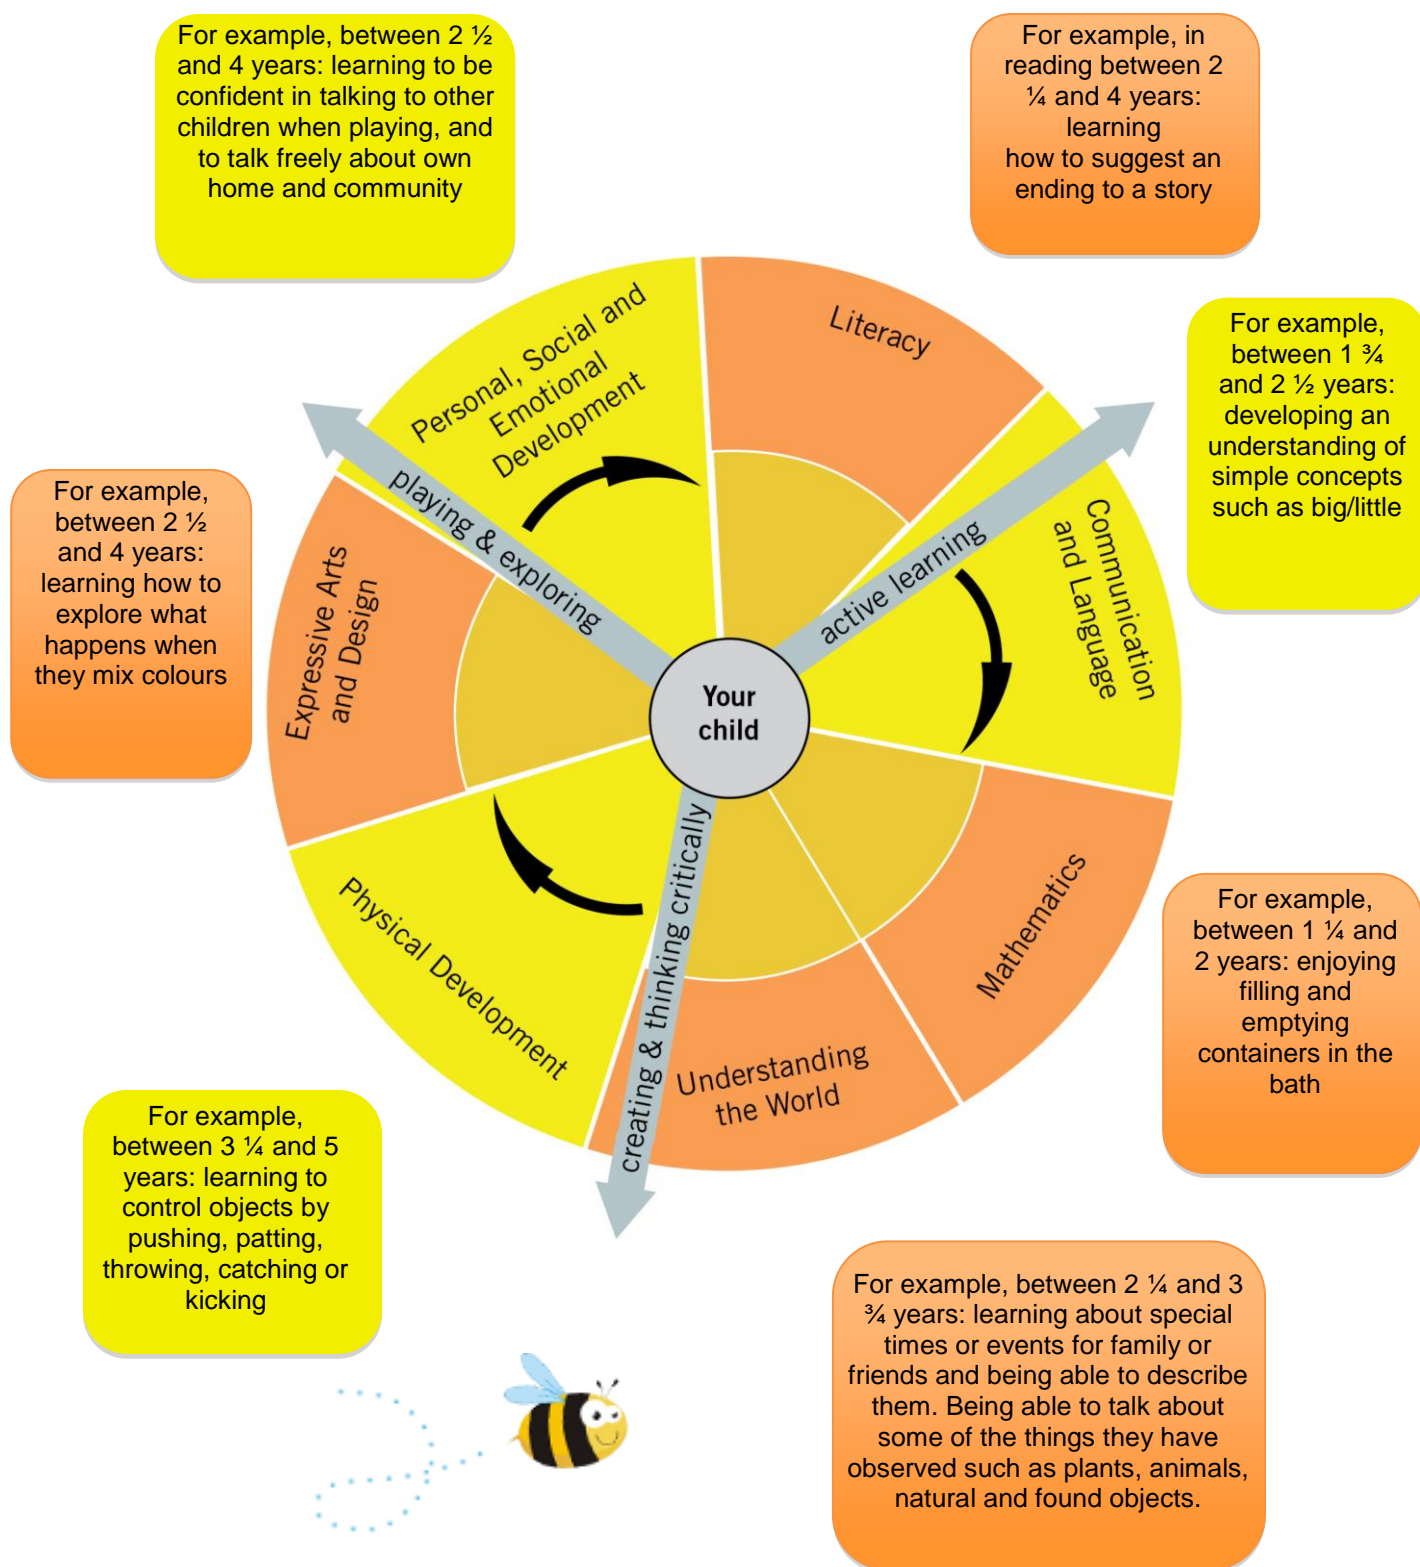 For example, between 2 ½
and 4 years: learning to be
confident in talking to other
children when playing, and
to talk freely about own
home and community
For example, in
reading between 2
¼ and 4 years:
learning
how to suggest an
ending to a story
For example,
between 1 ¾
and 2 ½ years:
developing an
understanding of
simple concepts
such as big/little
For example,
between 2 ½
and 4 years:
learning how to
explore what
happens when
they mix colours
Personal, Social and
Emotional
Development
Literacy
Communication
and Language
playing & exploring
active learning
Expressive Arts
and Design
Your
child
creating & thinking critically
Physical Development
Mathematics
Understanding
the World
For example,
between 1 ¼ and
2 years: enjoying
filling and
emptying
containers in the
bath
For example,
between 3 ¼ and 5
years: learning to
control objects by
pushing, patting,
throwing, catching or
kicking
For example, between 2 ¼ and 3
¾ years: learning about special
times or events for family or
friends and being able to describe
them. Being able to talk about
some of the things they have
observed such as plants, animals,
natural and found objects.